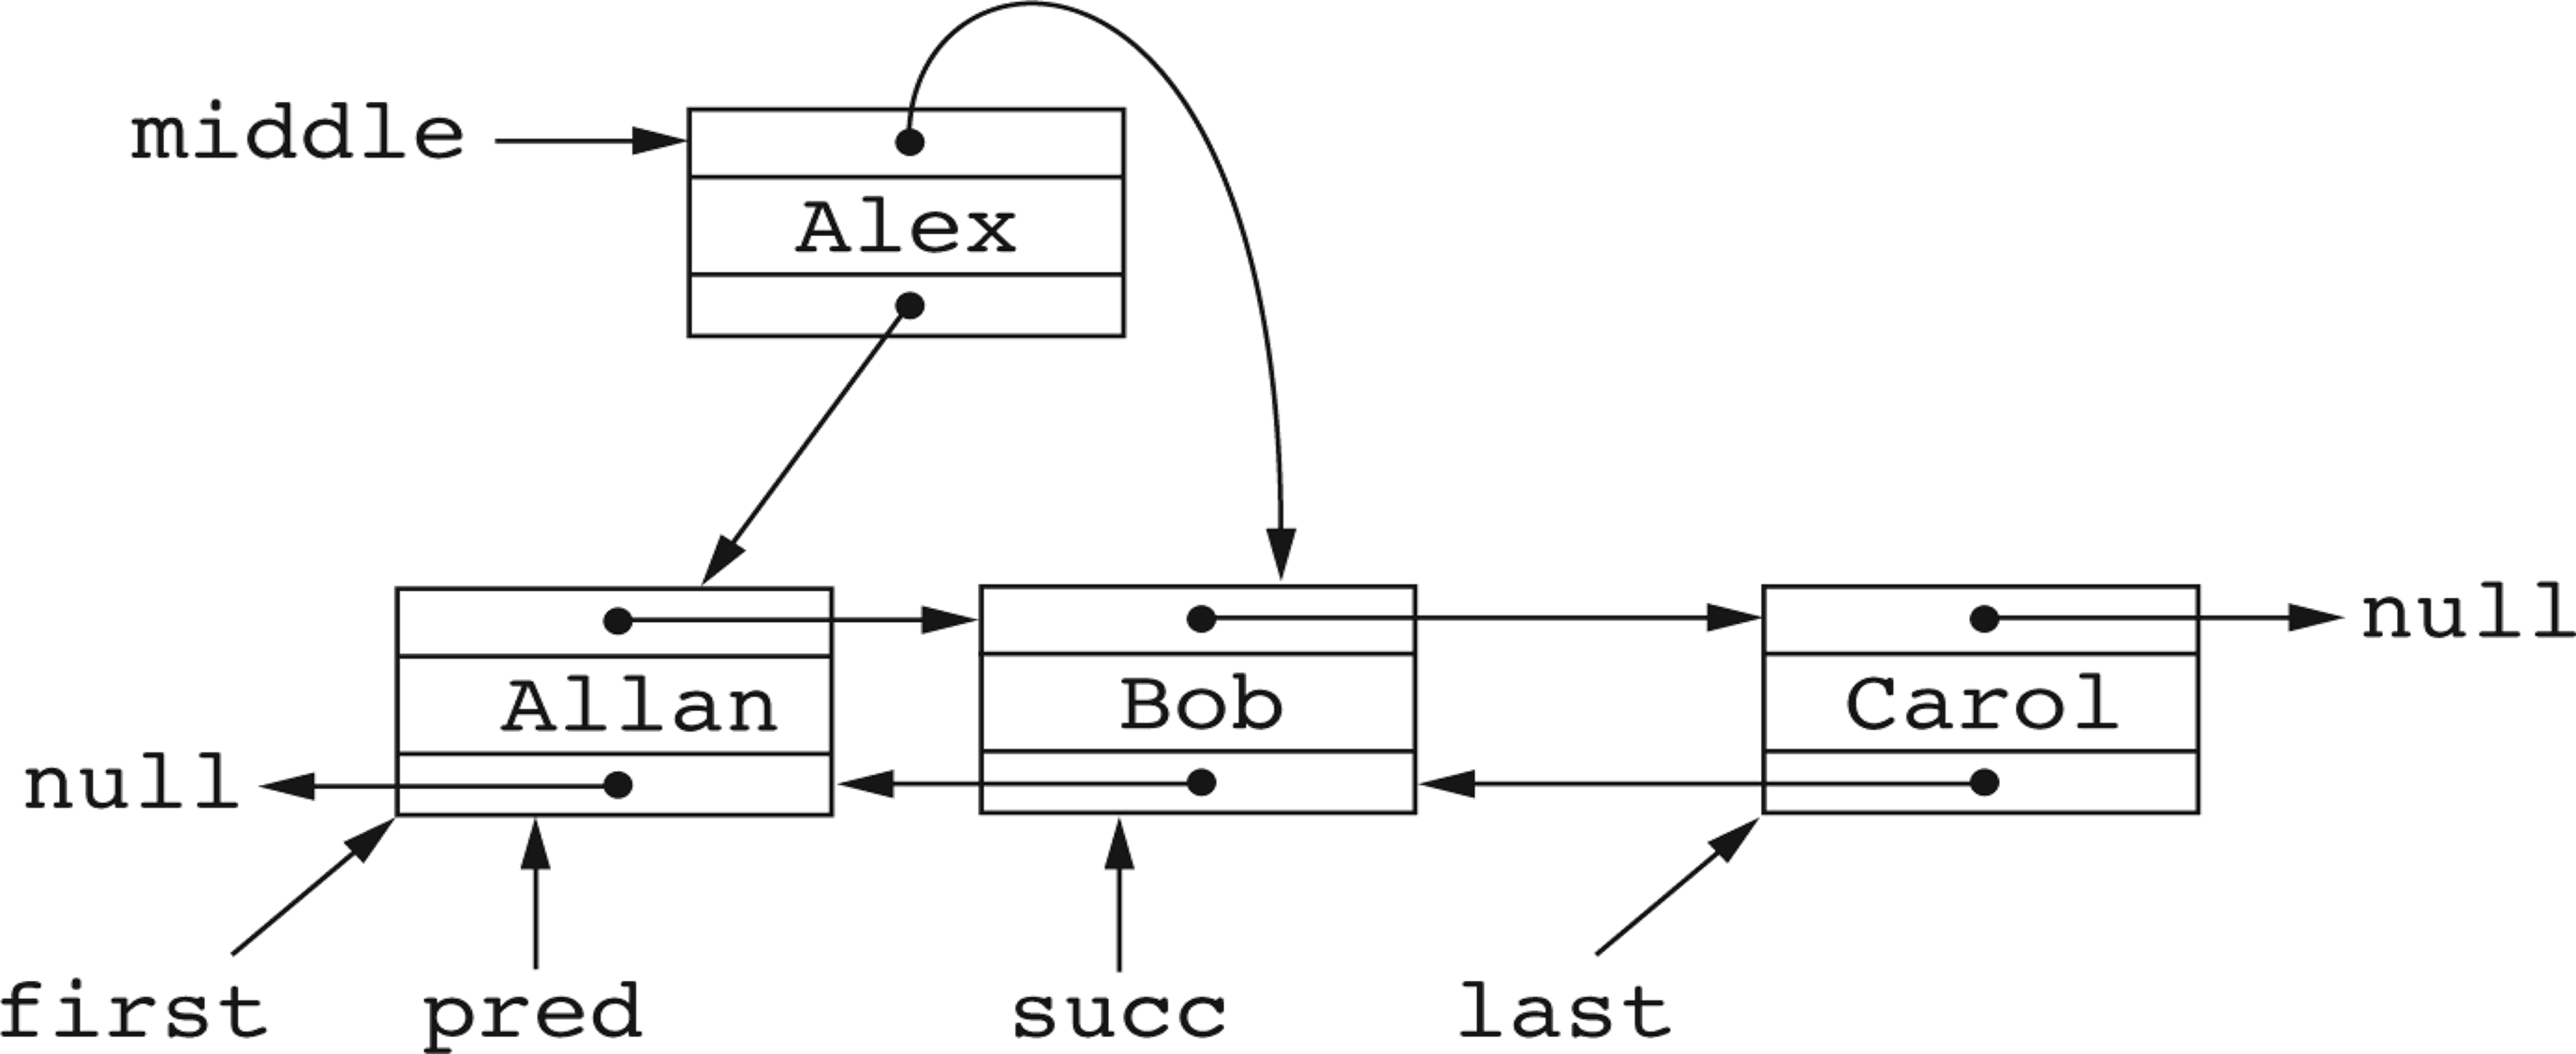 middle
Alex
Allan Bob Carol null
null
first pred succ last